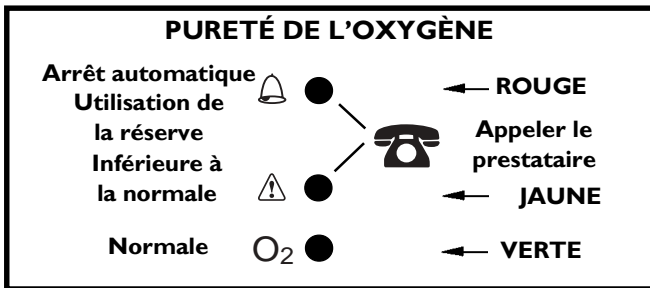 PURETÉ DE L'OXYGÈNE
Arrêt automatique
Utilisation de
la réserve
ROUGE
Appeler le
prestataire
Inférieure à
la normale
JAUNE
Normale
O₂
VERTE